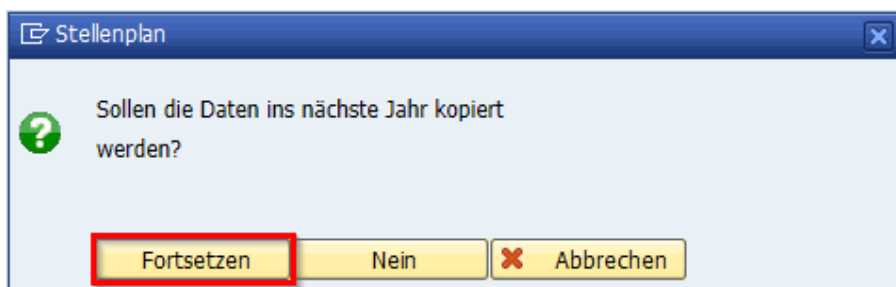 Stellenplan
Sollen die Daten ins nächste Jahr kopiert
werden?
Fortsetzen
Nein
Abbrechen